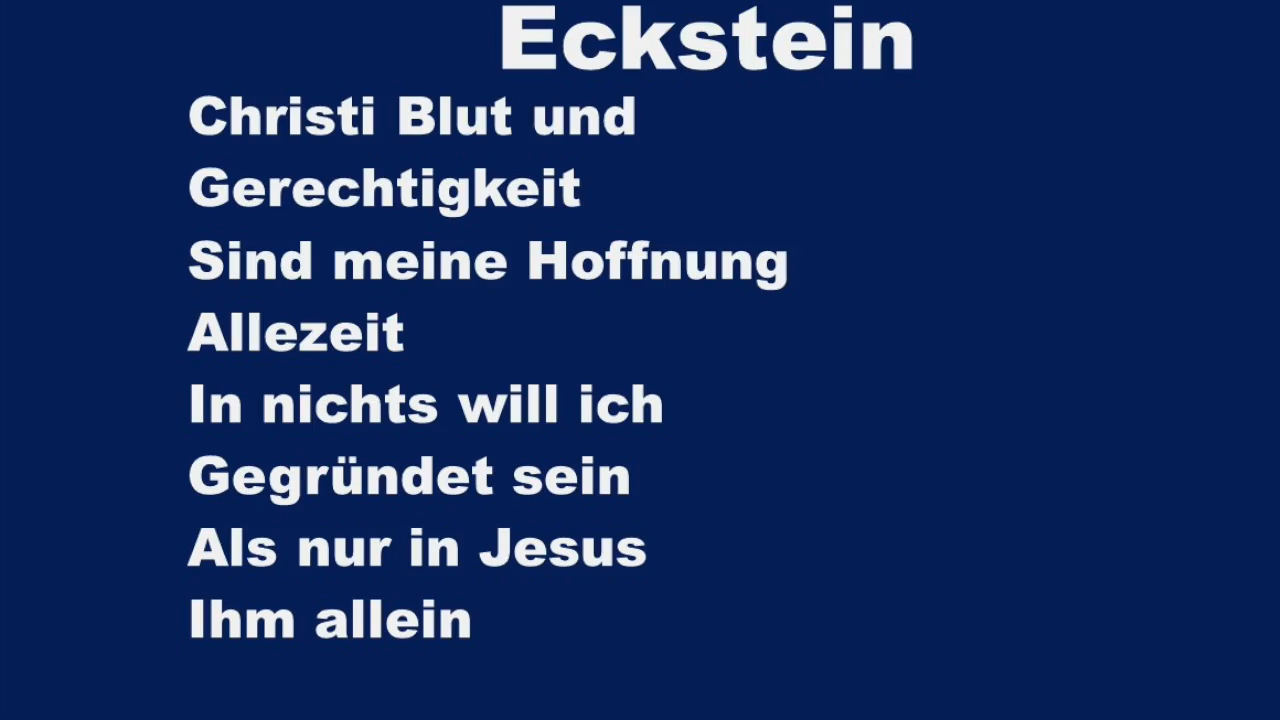 Eckstein
Christi Blut und
Gerechtigkeit
Sind meine Hoffnung
Allezeit
In nichts will ich
Gegründet sein
Als nur in Jesus
Ihm allein